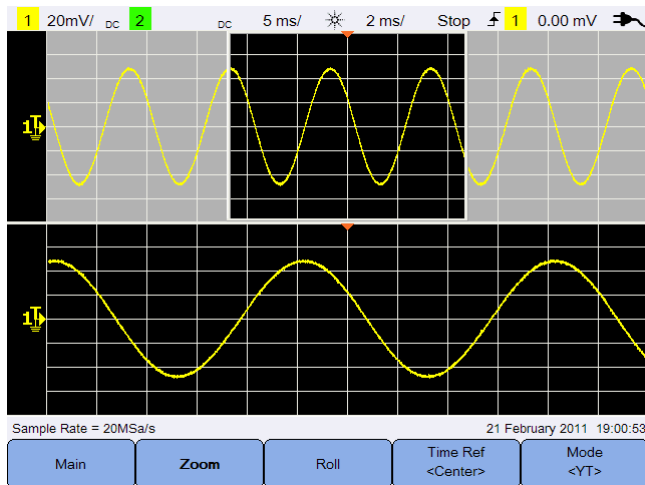 1 20mV/ DC 2 DC 5 ms/ 2 ms/ Stop 1 0.00 mV
1
1
Sample Rate = 20MSa/s 21 February 2011 19:00:53
Main Zoom Roll Time Ref <Center> Mode <YT>